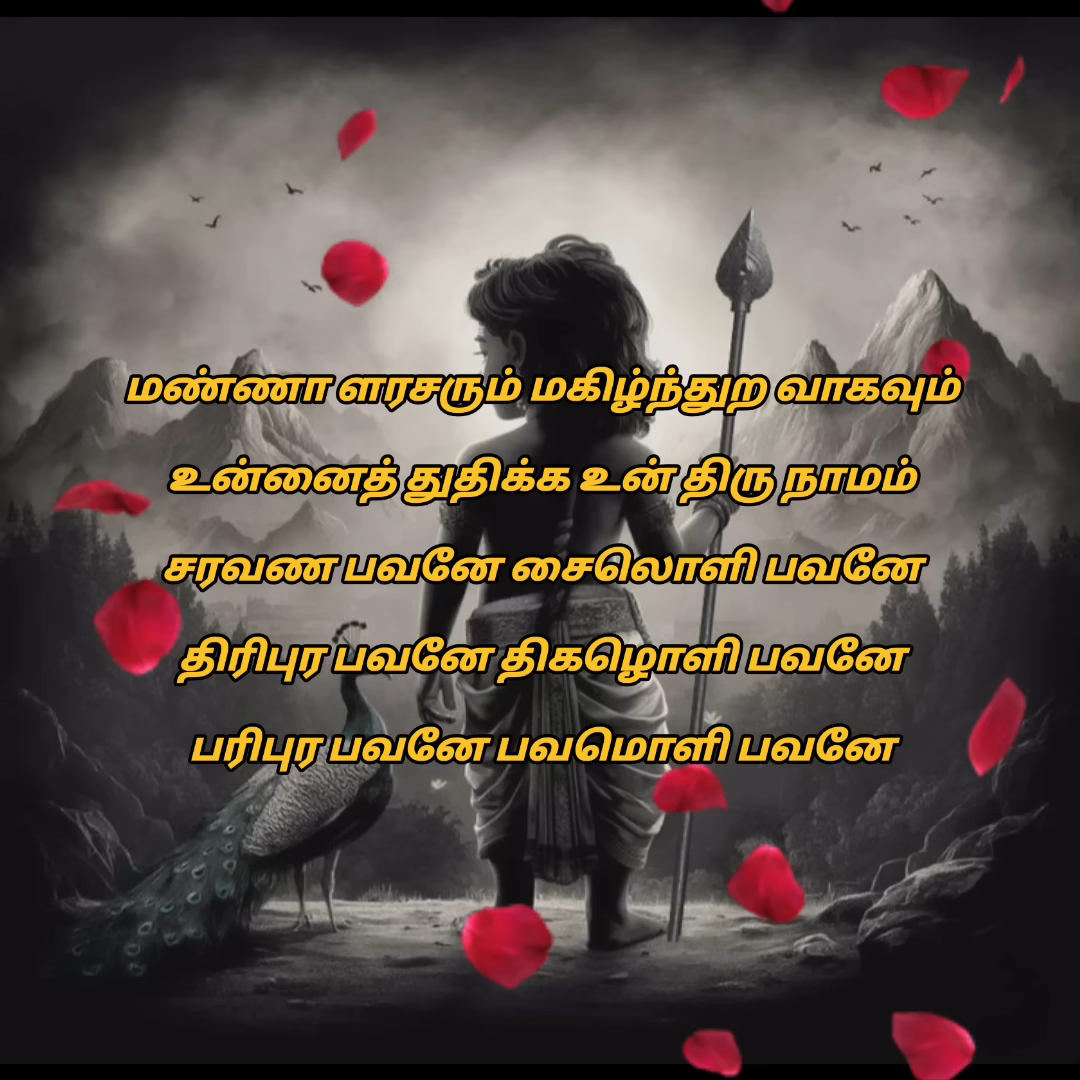 மண்ணா ளரசரும் மகிழ்ந்துற வாகவும்
உன்னைத் துதிக்க உன் திரு நாமம்
சரவண பவனே சைலொளி பவனே
திரிபுர பவனே திகழொளி பவனே
பரிபுர பவனே பவமொளி பவனே